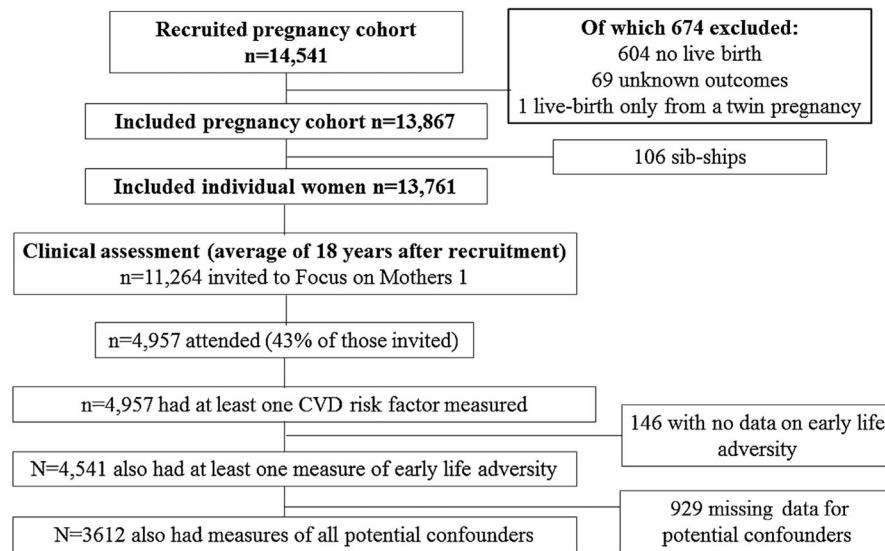 Recruited pregnancy cohort
n=14,541
Of which 674 excluded:
604 no live birth
69 unknown outcomes
1 live-birth only from a twin pregnancy
Included pregnancy cohort n=13,867
106 sib-ships
Included individual women n=13,761
Clinical assessment (average of 18 years after recruitment)
n=11,264 invited to Focus on Mothers 1
n=4,957 attended (43% of those invited)
n=4,957 had at least one CVD risk factor measured
146 with no data on early life
adversity
N=4,541 also had at least one measure of early life adversity
929 missing data for
potential confounders
N=3612 also had measures of all potential confounders